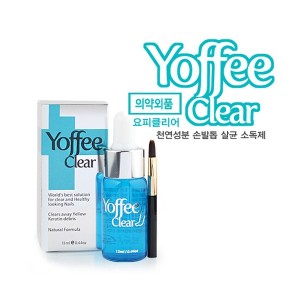 Yoffee
의약외품
Clear
요피클리어
천연성분 손발톱 살균 소독제
Yoffee
Clear
World's best solution
for clear and Healthy
looking Nails
Clears away Yellow
Keratin debris
Natural Formula
Yoffee
Clear